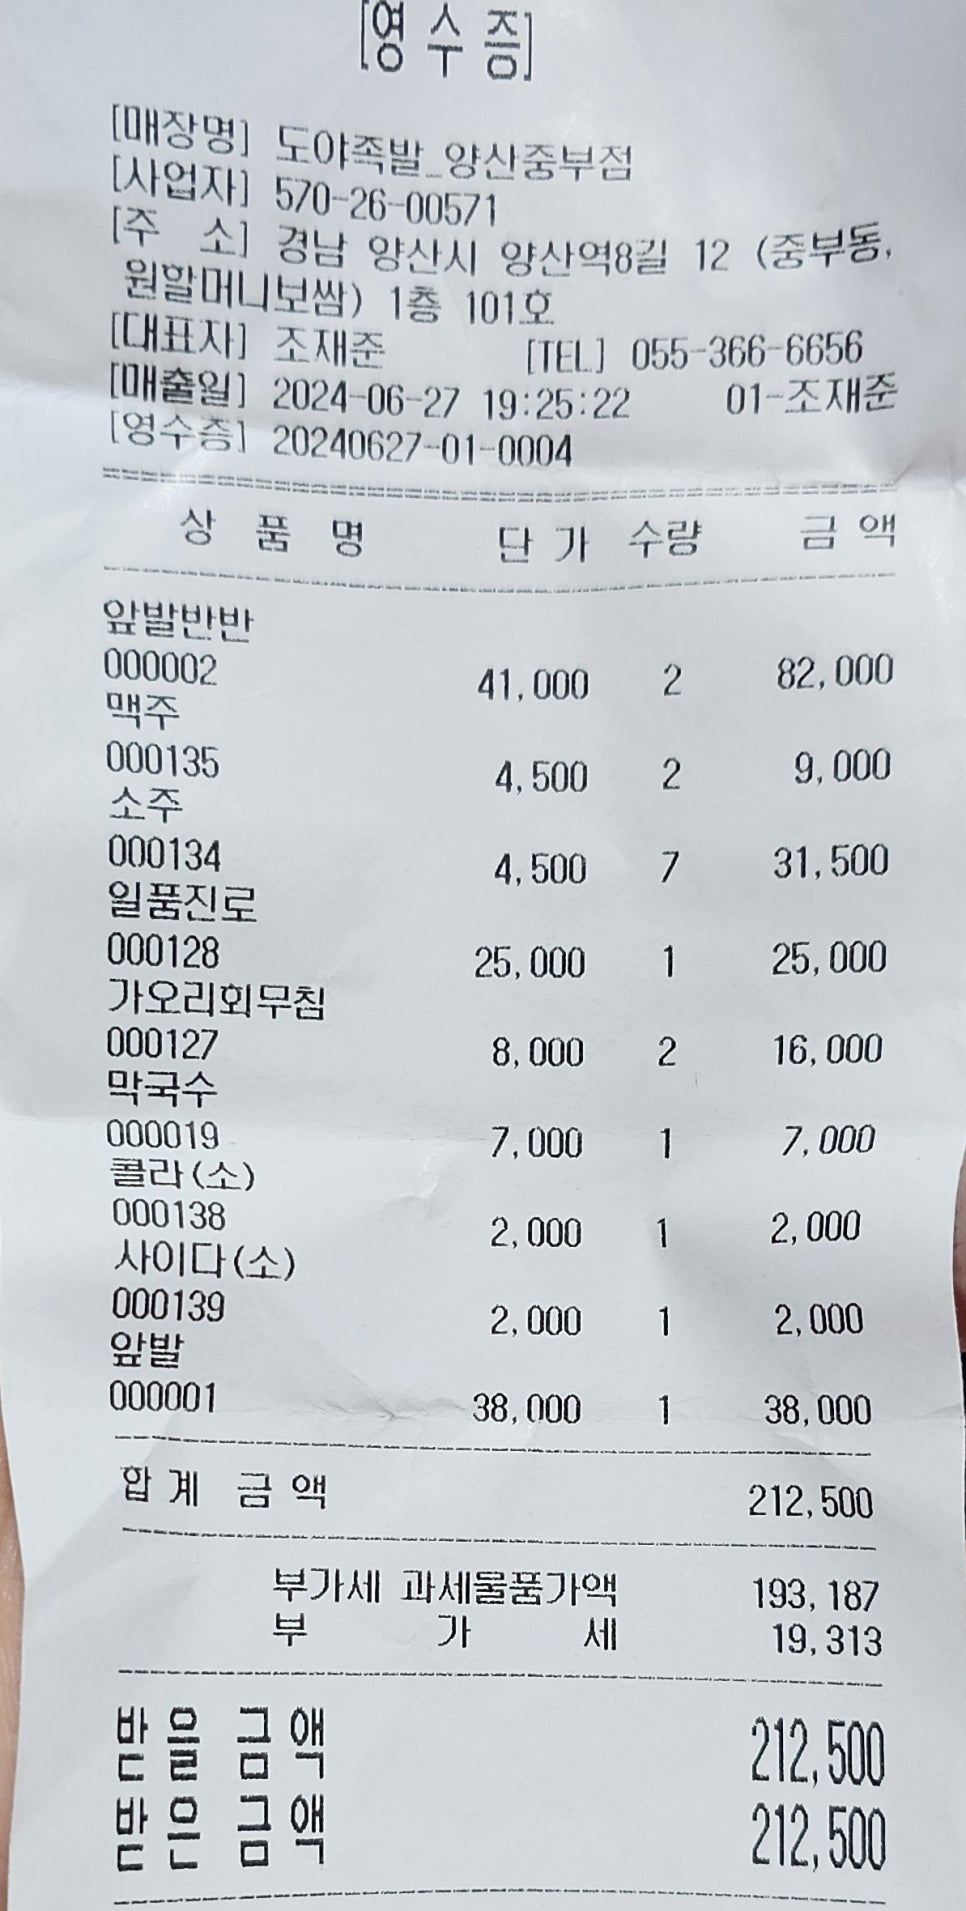 [영 수 증]
[매장명] 도야족발_양산중부점
[사업자] 570-26-00571
[주 소] 경남 양산시 양산역8길 12 (중부동,
원할머니보쌈) 1층 101호
[대표자] 조재준 [TEL] 055-366-6656
[매출일] 2024-06-27 19:25:22 01-조재준
[영수증] 20240627-01-0004
상 품 명 단 가 수량 금 액
앞발반반
000002 41,000 2 82,000
맥주
000135 4,500 2 9,000
소주
000134 4,500 7 31,500
일품진로
000128 25,000 1 25,000
가오리회무침
000127 8,000 2 16,000
막국수
000019 7,000 1 7,000
콜라(소)
000138 2,000 1 2,000
사이다(소)
000139 2,000 1 2,000
앞발
000001 38,000 1 38,000
합 계 금 액 212,500
부가세 과세물품가액 193,187
부 가 세 19,313
받 을 금 액 212,500
받 은 금 액 212,500